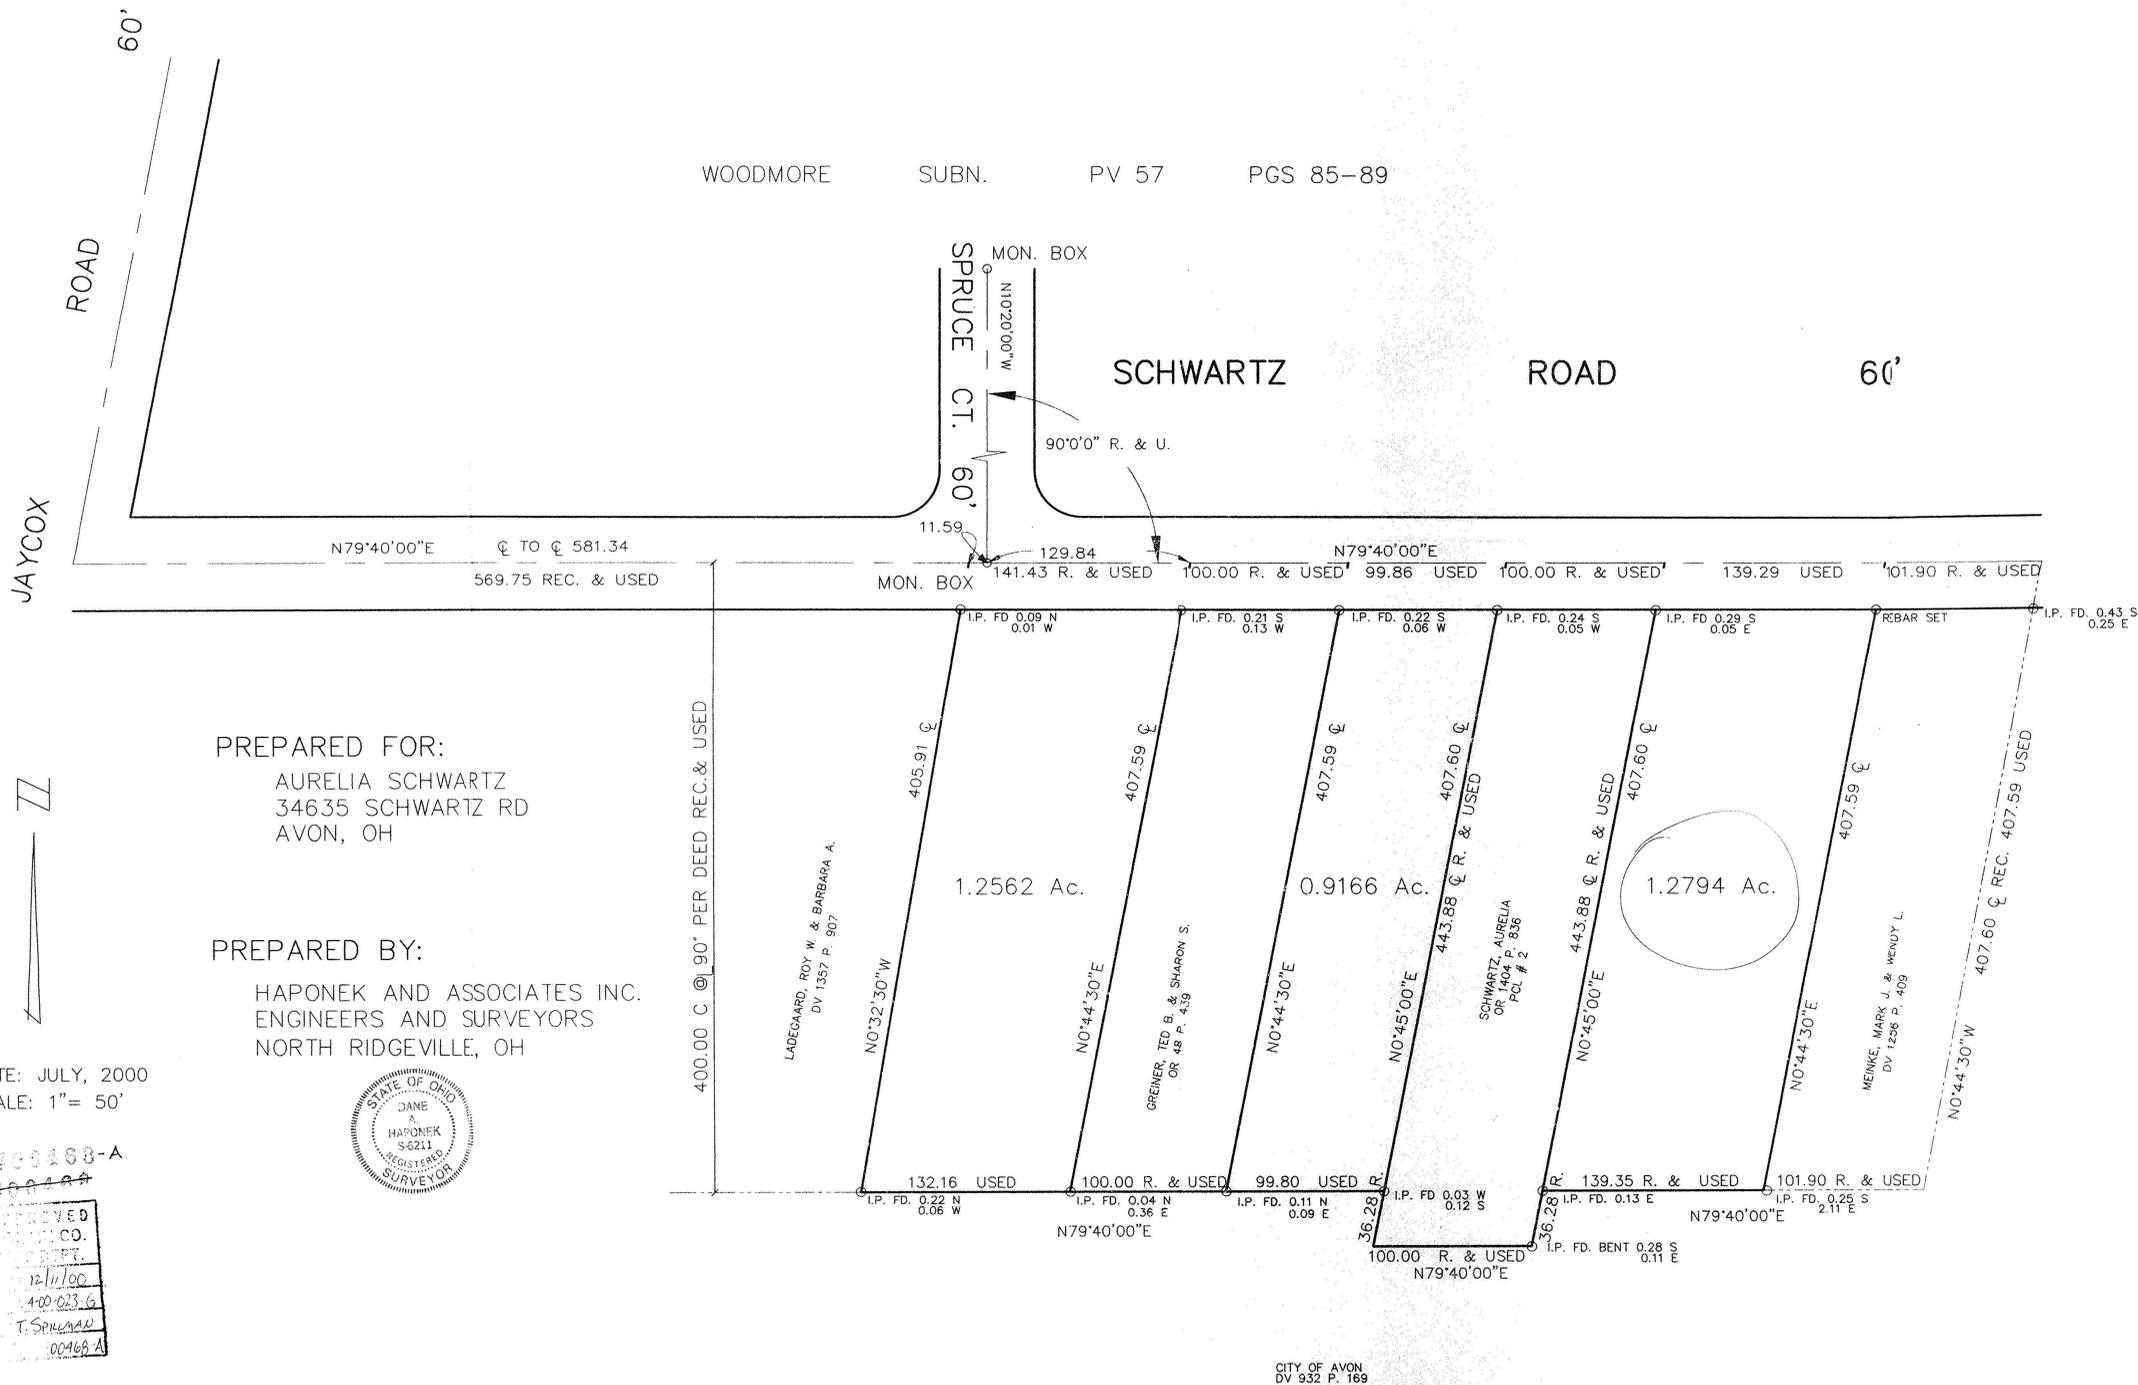 60'
ROAD
JAYCOX
WOODMORE SUBN. PV 57 PGS 85-89
MON. BOX
SPRUCE CT. 60'
N10°20'00"W
SCHWARTZ ROAD 60'
90°0'0" R. & U.
11.59
N79°40'00"E ℄ TO ℄ 581.34
569.75 REC. & USED
MON. BOX
129.84
N79°40'00"E
141.43 R. & USED
100.00 R. & USED
99.86 USED
100.00 R. & USED
139.29 USED
101.90 R. & USED
I.P. FD 0.09 N
0.01 W
I.P. FD. 0.21 S
0.13 W
I.P. FD. 0.22 S
0.06 W
I.P. FD. 0.24 S
0.05 W
I.P. FD 0.29 S
0.05 E
REBAR SET
I.P. FD. 0.43 S
0.25 E
400.00 C @ 90° PER DEED REC.& USED
PREPARED FOR:
AURELIA SCHWARTZ
34635 SCHWARTZ RD
AVON, OH
PREPARED BY:
HAPONEK AND ASSOCIATES INC.
ENGINEERS AND SURVEYORS
NORTH RIDGEVILLE, OH
STATE OF OHIO
DANE
A.
HAPONEK
S-6211
REGISTERED
SURVEYOR
Z
TE: JULY, 2000
ALE: 1"= 50'
00468-A
PROVED
CO.
DEPT.
12/11/00
4-00-023-G
T. SPILLMAN
00468-A
LADEGAARD, ROY W. & BARBARA A.
DV 1357 P. 907
405.91 ℄
N0°32'30"W
1.2562 Ac.
407.59 ℄
N0°44'30"E
GREINER, TED B. & SHARON S.
OR 48 P. 439
407.59 ℄
N0°44'30"E
0.9166 Ac.
407.60 ℄
443.88 ℄ R. & USED
N0°45'00"E
SCHWARTZ, AURELIA
OR 1404 P. 836
PCL # 2
407.60 ℄
443.88 ℄ R. & USED
N0°45'00"E
1.2794 Ac.
407.59 ℄
N0°44'30"E
MEINKE, MARK J. & WENDY L.
DV 1256 P. 409
407.60 ℄ REC. 407.59 USED
N0°44'30"W
132.16 USED
100.00 R. & USED
99.80 USED
139.35 R. & USED
101.90 R. & USED
I.P. FD. 0.22 N
0.06 W
I.P. FD. 0.04 N
0.36 E
I.P. FD. 0.11 N
0.09 E
I.P. FD 0.03 W
0.12 S
I.P. FD. 0.13 E
I.P. FD. 0.25 S
2.11 E
N79°40'00"E
N79°40'00"E
36.28 R.
36.28 R.
100.00 R. & USED
N79°40'00"E
I.P. FD. BENT 0.28 S
0.11 E
CITY OF AVON
DV 932 P. 169